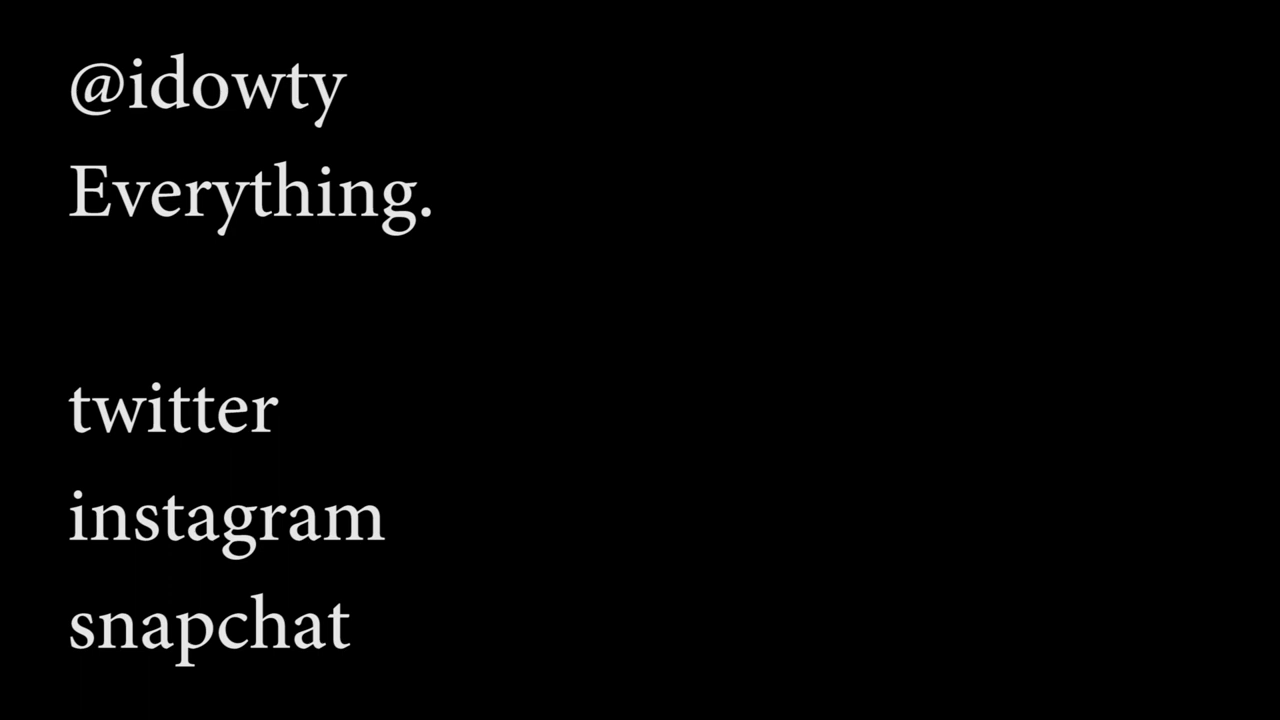 @idowty
Everything.
twitter
instagram
snapchat